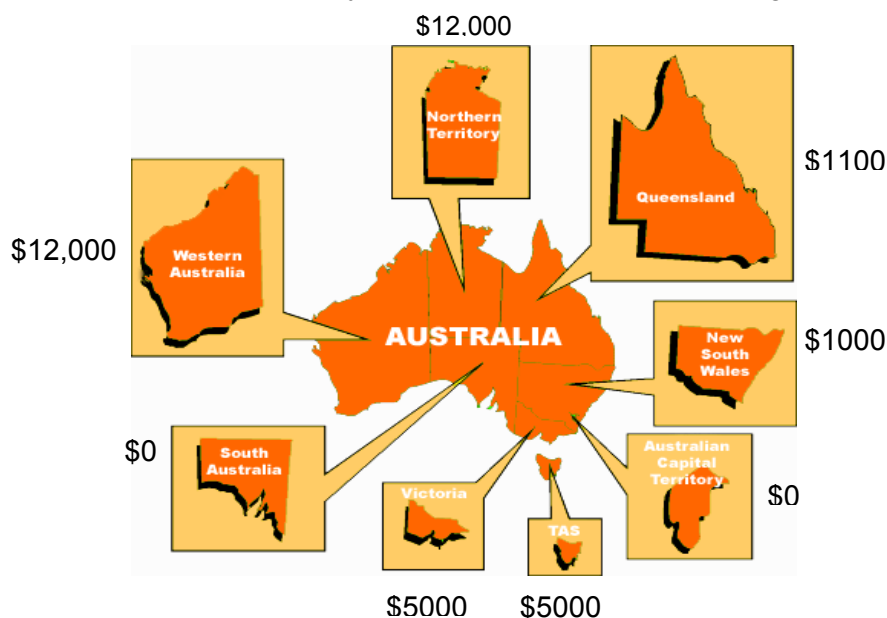 $12,000
Northern
Territory
Queensland
$1100
Western
Australia
$12,000
AUSTRALIA
New
South
Wales
$1000
$0
South
Australia
Victoria
TAS
Australian
Capital
Territory
$0
$5000
$5000